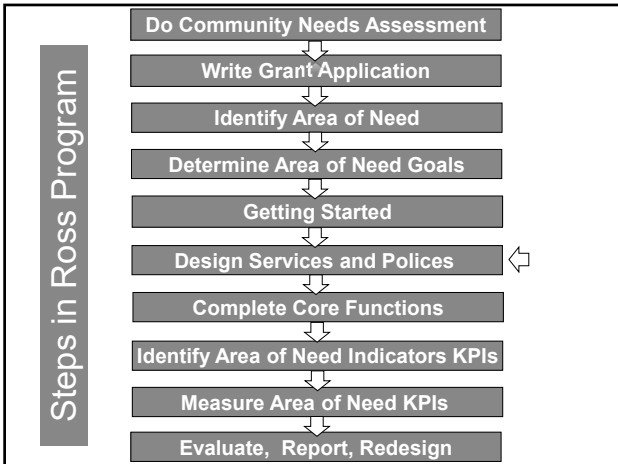 Steps in Ross Program
Do Community Needs Assessment
Write Grant Application
Identify Area of Need
Determine Area of Need Goals
Getting Started
Design Services and Polices
Complete Core Functions
Identify Area of Need Indicators KPIs
Measure Area of Need KPIs
Evaluate, Report, Redesign